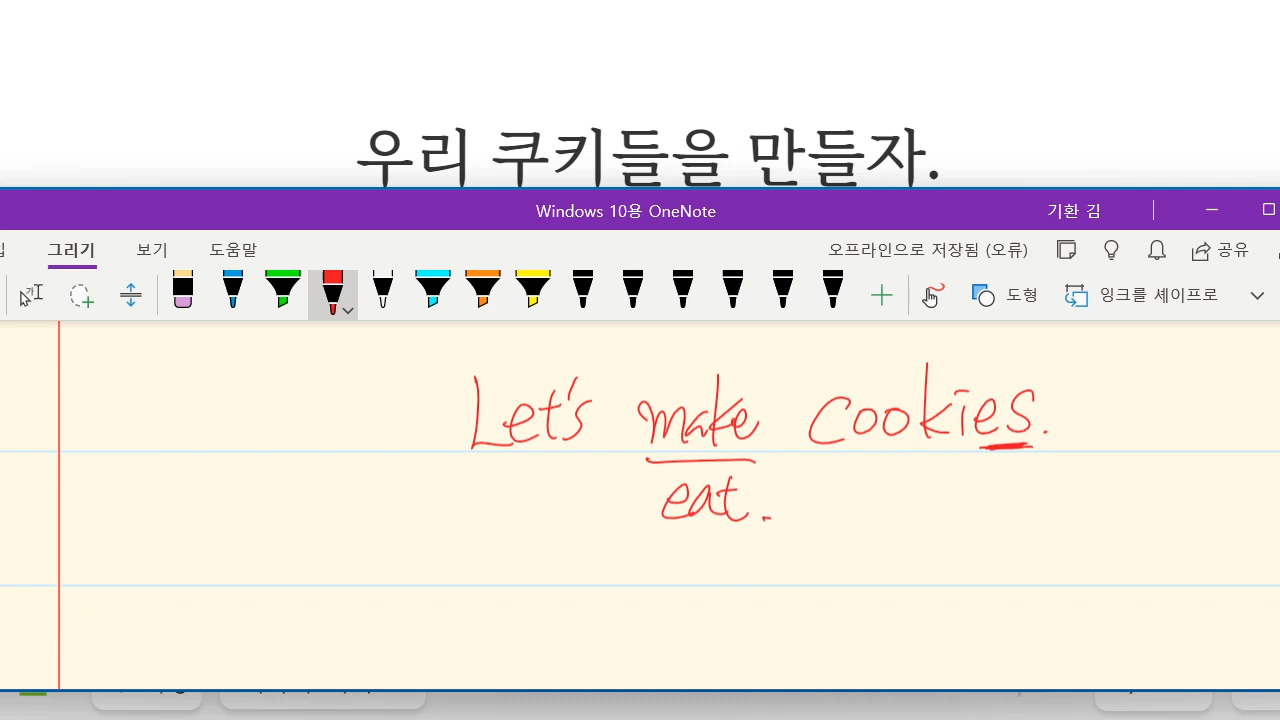 우리 쿠키들을 만들자.
Windows 10용 OneNote 기환 김
그리기 보기 도움말 오프라인으로 저장됨 (오류) 공유
가 도형 잉크를 셰이프로
Let's make cookies.
eat.